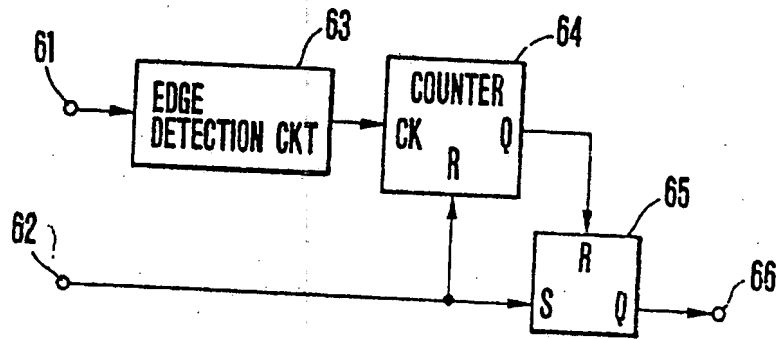 63
64
61
EDGE
DETECTION CKT
COUNTER
CK Q
R
65
62 ?
R
66
S Q